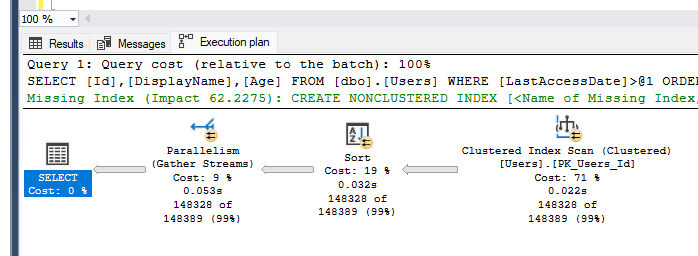 100 %
Results Messages Execution plan
Query 1: Query cost (relative to the batch): 100%
SELECT [Id],[DisplayName],[Age] FROM [dbo].[Users] WHERE [LastAccessDate]>@1 ORDE
Missing Index (Impact 62.2275): CREATE NONCLUSTERED INDEX [<Name of Missing Index,
SELECT
Cost: 0 %
Parallelism
(Gather Streams)
Cost: 9 %
0.053s
148328 of
148389 (99%)
Sort
Cost: 19 %
0.032s
148328 of
148389 (99%)
Clustered Index Scan (Clustered)
[Users].[PK_Users_Id]
Cost: 71 %
0.022s
148328 of
148389 (99%)